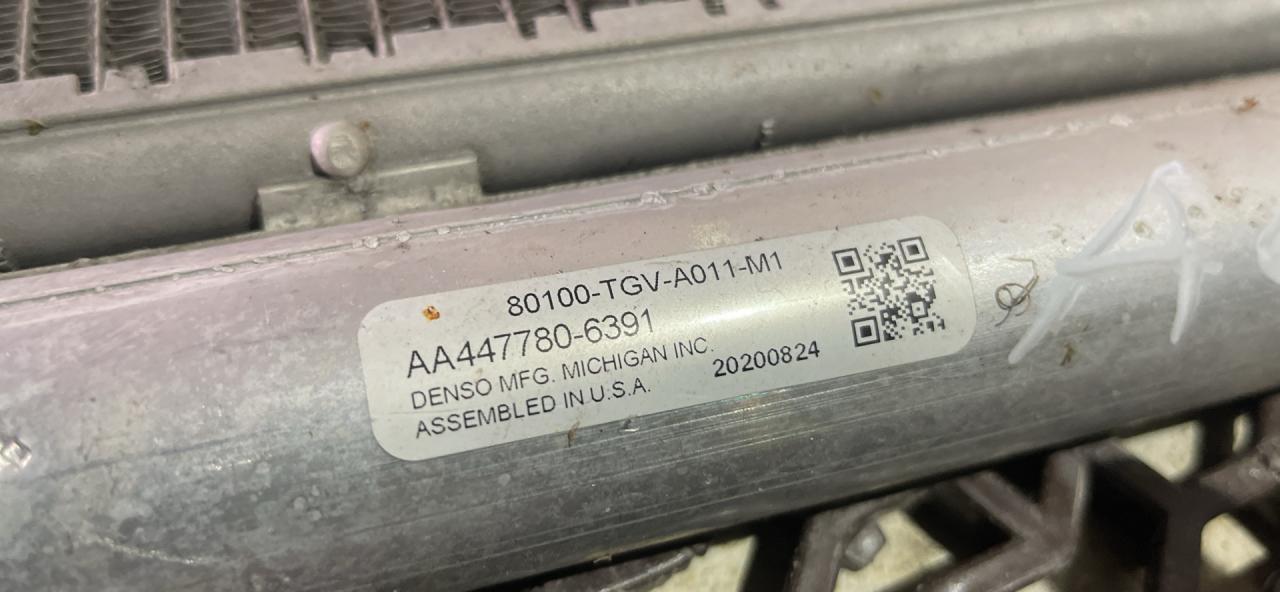 80100-TGV-A011-M1
AA447780-6391
DENSO MFG. MICHIGAN INC.
ASSEMBLED IN U.S.A.
20200824
A